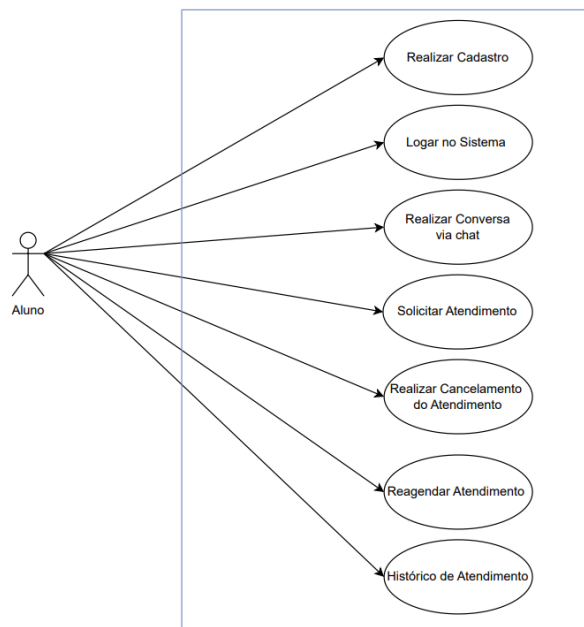 Realizar Cadastro
Logar no Sistema
Realizar Conversa
via chat
Aluno
Solicitar Atendimento
Realizar Cancelamento
do Atendimento
Reagendar Atendimento
Histórico de Atendimento